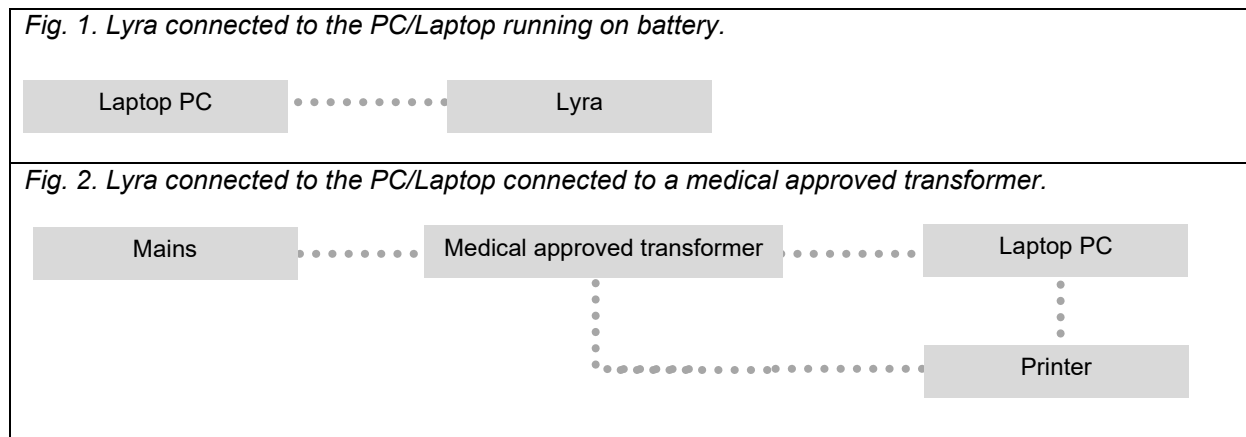 Fig. 1. Lyra connected to the PC/Laptop running on battery.
Laptop PC
Lyra
Fig. 2. Lyra connected to the PC/Laptop connected to a medical approved transformer.
Mains
Medical approved transformer
Laptop PC
Printer